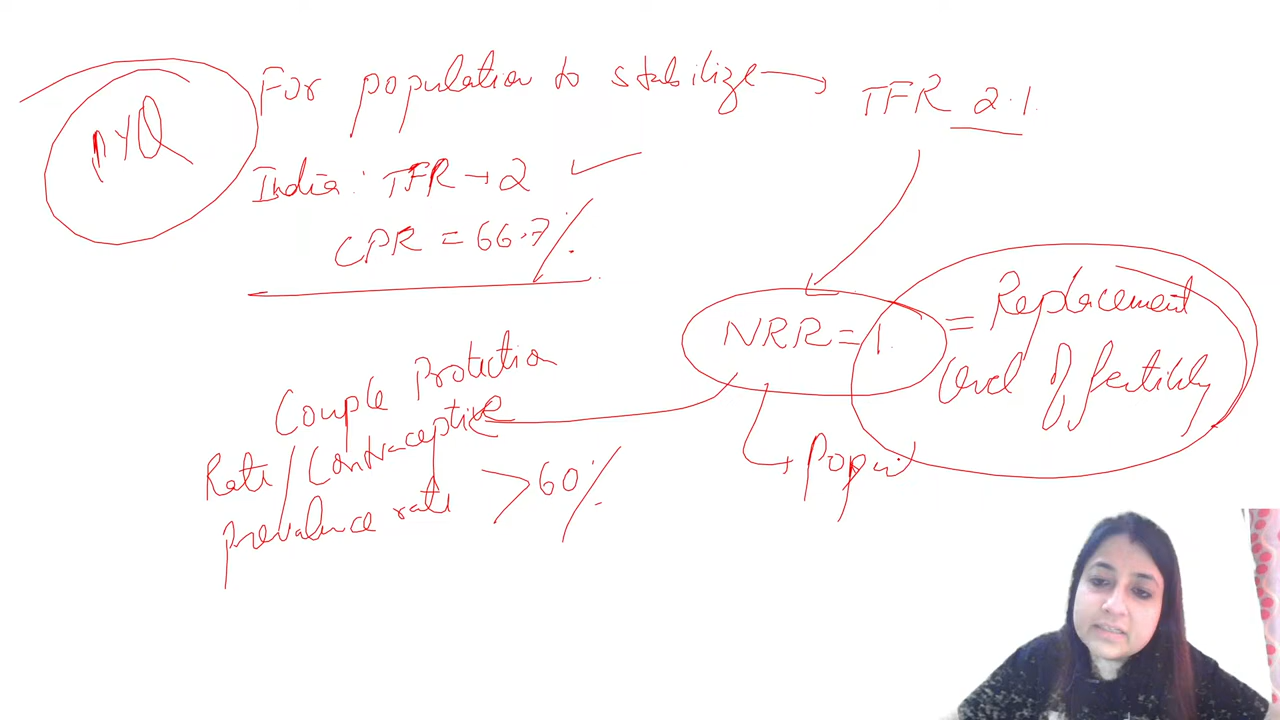 PYQ
For population to stabilize → TFR 2.1
India: TFR → 2
CPR = 66.7%
NRR = 1 = Replacement
level of fertility
Couple Protection
Rate/Contraceptive
prevalence rate > 60%